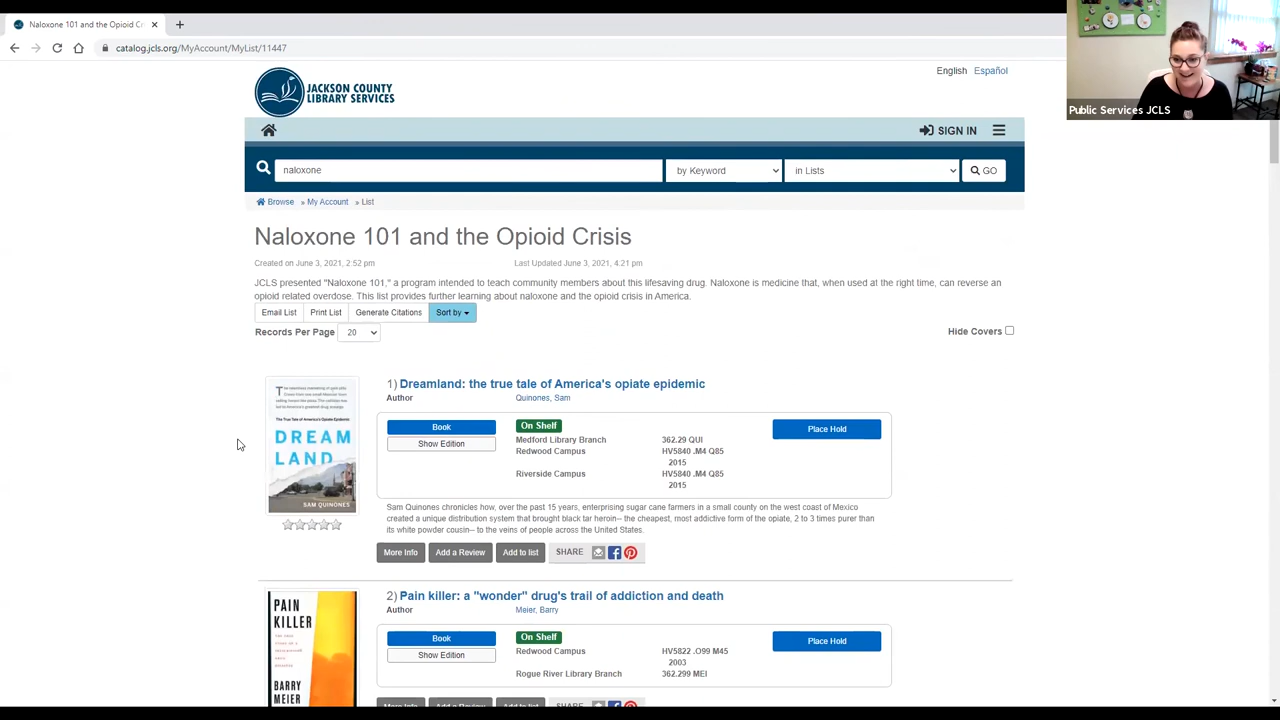 Naloxone 101 and the Opioid Cr
catalog.jcls.org/MyAccount/MyList/11447
Public Services JCLS
English Español
JACKSON COUNTY
LIBRARY SERVICES
SIGN IN
naloxone by Keyword in Lists GO
Browse » My Account » List
Naloxone 101 and the Opioid Crisis
Created on June 3, 2021, 2:52 pm Last Updated June 3, 2021, 4:21 pm
JCLS presented "Naloxone 101," a program intended to teach community members about this lifesaving drug. Naloxone is medicine that, when used at the right time, can reverse an
opioid related overdose. This list provides further learning about naloxone and the opioid crisis in America.
Email List Print List Generate Citations Sort by
Records Per Page 20 Hide Covers
1) Dreamland: the true tale of America's opiate epidemic
Author Quinones, Sam
The True Tale of America's Opiate Epidemic
DREAM
LAND
SAM QUINONES
Book On Shelf Place Hold
Show Edition Medford Library Branch 362.29 QUI
Redwood Campus HV5840 .M4 Q85
2015
Riverside Campus HV5840 .M4 Q85
2015
Sam Quinones chronicles how, over the past 15 years, enterprising sugar cane farmers in a small county on the west coast of Mexico
created a unique distribution system that brought black tar heroin-- the cheapest, most addictive form of the opiate, 2 to 3 times purer than
its white powder cousin-- to the veins of people across the United States.
More Info Add a Review Add to list SHARE
2) Pain killer: a "wonder" drug's trail of addiction and death
Author Meier, Barry
PAIN
KILLER
BARRY
MEIER
Book On Shelf Place Hold
Show Edition Redwood Campus HV5822 .O99 M45
2003
Rogue River Library Branch 362.299 MEI
More Info Add a Review Add to list SHARE